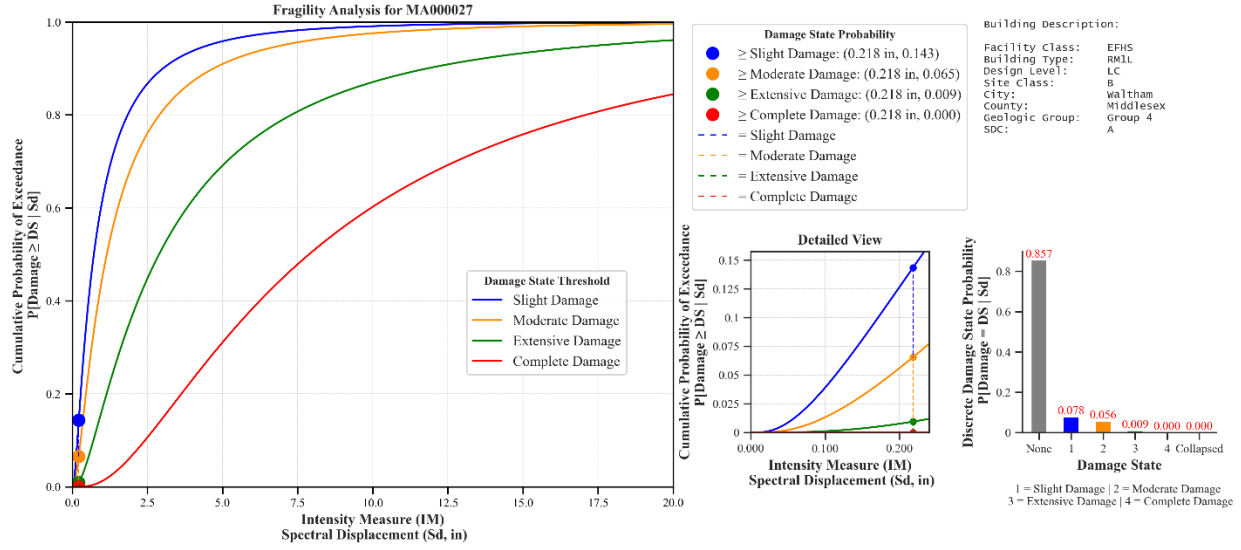 Fragility Analysis for MA000027
Cumulative Probability of Exceedance
P[Damage ≥ DS | Sd]
1.0
0.8
0.6
0.4
0.2
0.0
0.0 2.5 5.0 7.5 10.0 12.5 15.0 17.5 20.0
Intensity Measure (IM)
Spectral Displacement (Sd, in)
Damage State Threshold
Slight Damage
Moderate Damage
Extensive Damage
Complete Damage
Damage State Probability
≥ Slight Damage: (0.218 in, 0.143)
≥ Moderate Damage: (0.218 in, 0.065)
≥ Extensive Damage: (0.218 in, 0.009)
≥ Complete Damage: (0.218 in, 0.000)
= Slight Damage
= Moderate Damage
= Extensive Damage
= Complete Damage
Building Description:
Facility Class: EFHS
Building Type: RM1L
Design Level: LC
Site Class: B
City: Waltham
County: Middlesex
Geologic Group: Group 4
SDC: A
Detailed View
Cumulative Probability of Exceedance
P[Damage ≥ DS | Sd]
0.15
0.125
0.1
0.075
0.05
0.025
0
0.000 0.100 0.200
Intensity Measure (IM)
Spectral Displacement (Sd, in)
Discrete Damage State Probability
P[Damage = DS | Sd]
0.8
0.6
0.4
0.2
0.0
0.857
0.078
0.056
0.009
0.000
0.000
None 1 2 3 4 Collapsed
Damage State
1 = Slight Damage | 2 = Moderate Damage
3 = Extensive Damage | 4 = Complete Damage